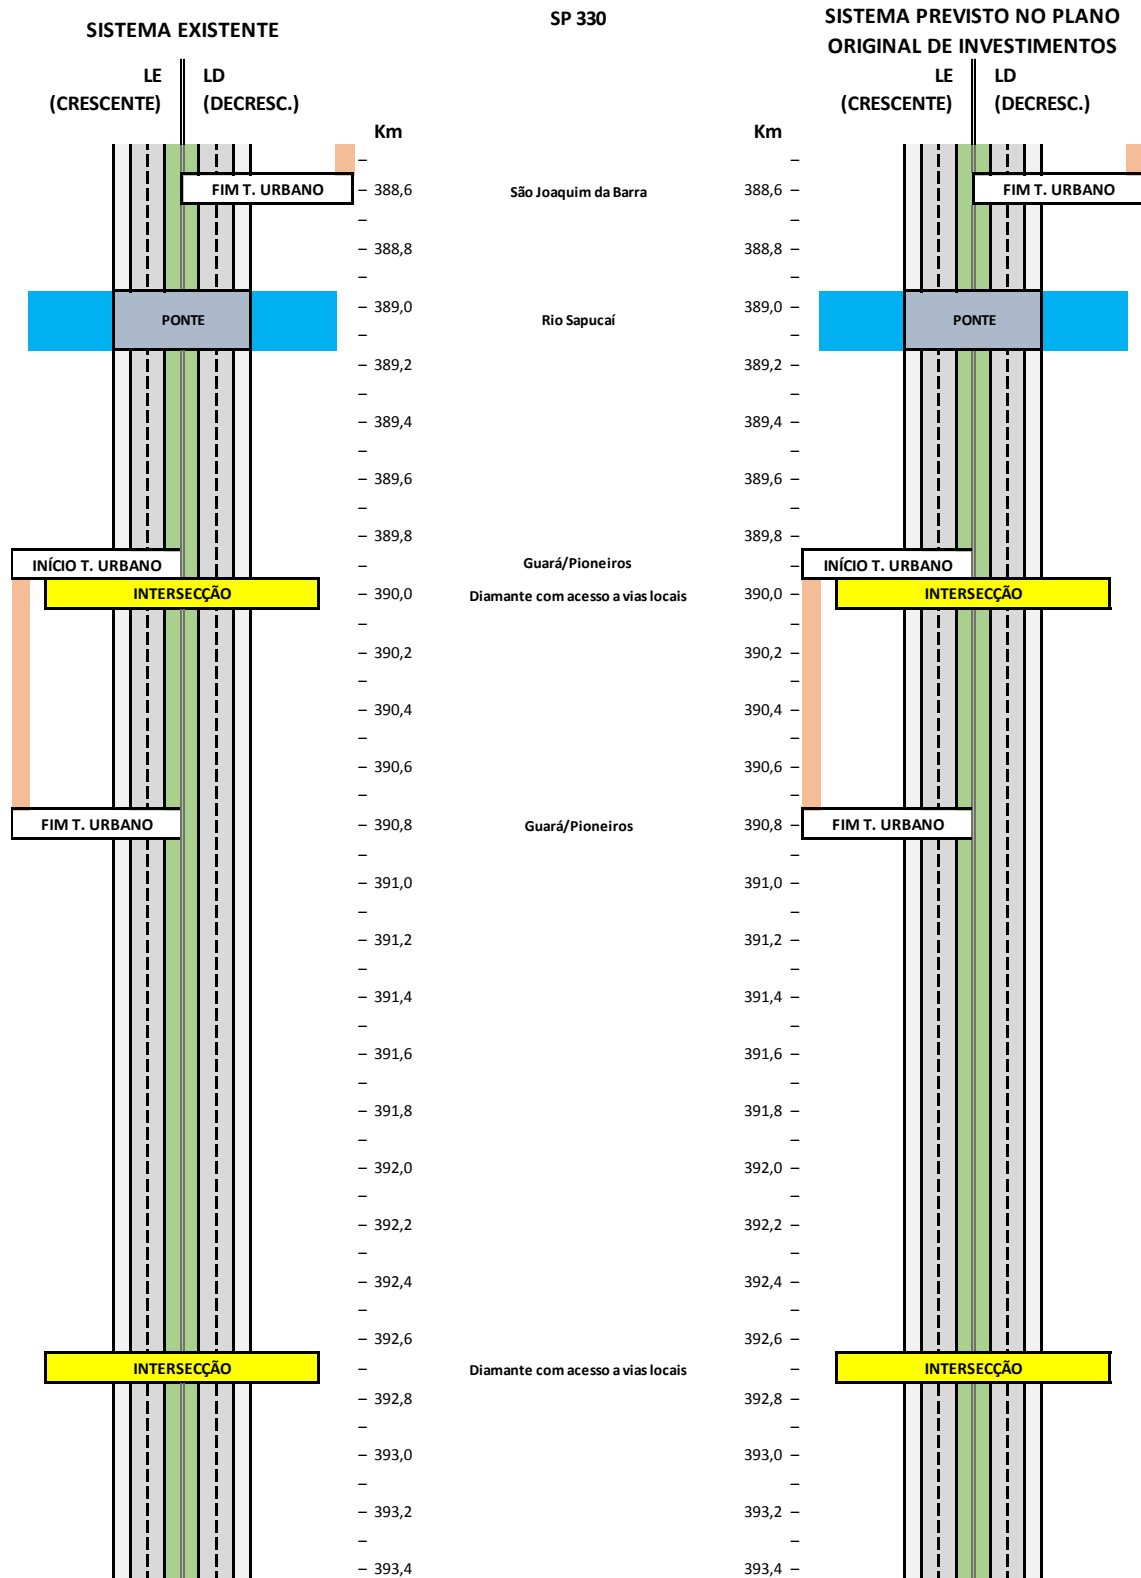 SISTEMA EXISTENTE
SP 330
SISTEMA PREVISTO NO PLANO
ORIGINAL DE INVESTIMENTOS
LE LD
(CRESCENTE) (DECRESC.)
LE LD
(CRESCENTE) (DECRESC.)
Km Km
FIM T. URBANO 388,6 São Joaquim da Barra 388,6 FIM T. URBANO
388,8 388,8
389,0 389,0
PONTE Rio Sapucaí PONTE
389,2 389,2
389,4 389,4
389,6 389,6
389,8 389,8
INÍCIO T. URBANO Guará/Pioneiros INÍCIO T. URBANO
INTERSECÇÃO 390,0 Diamante com acesso a vias locais 390,0 INTERSECÇÃO
390,2 390,2
390,4 390,4
390,6 390,6
FIM T. URBANO 390,8 Guará/Pioneiros 390,8 FIM T. URBANO
391,0 391,0
391,2 391,2
391,4 391,4
391,6 391,6
391,8 391,8
392,0 392,0
392,2 392,2
392,4 392,4
392,6 392,6
INTERSECÇÃO Diamante com acesso a vias locais INTERSECÇÃO
392,8 392,8
393,0 393,0
393,2 393,2
393,4 393,4